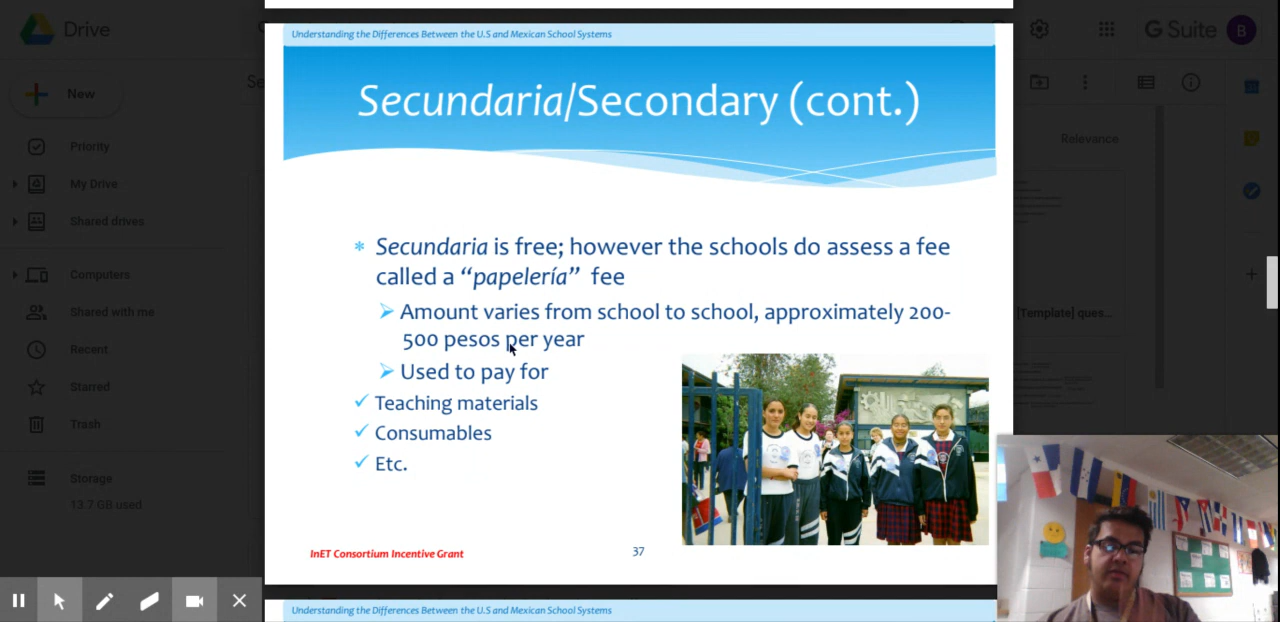 Understanding the Differences Between the U.S and Mexican School Systems
Drive
G Suite
B
Secundaria/Secondary (cont.)
New
Relevance
Priority
My Drive
Shared drives
Computers
Shared with me
Recent
Starred
Trash
Storage
13.7 GB used
* Secundaria is free; however the schools do assess a fee
called a “papelería” fee
Amount varies from school to school, approximately 200-
500 pesos per year
Used to pay for
✓ Teaching materials
✓ Consumables
✓ Etc.
[Template] ques...
InET Consortium Incentive Grant
37
Understanding the Differences Between the U.S and Mexican School Systems